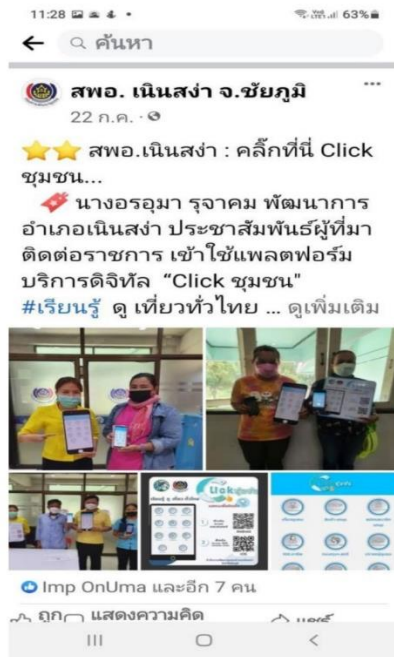 11:28
63%
ค้นหา
สพอ. เนินสง่า จ.ชัยภูมิ
22 ก.ค.
สพอ.เนินสง่า : คลิ๊กที่นี่ Click
ชุมชน...
นางอรอุมา รุจาคม พัฒนาการ
อำเภอเนินสง่า ประชาสัมพันธ์ผู้ที่มา
ติดต่อราชการ เข้าใช้แพลตฟอร์ม
บริการดิจิทัล “Click ชุมชน"
#เรียนรู้ ดู เที่ยวทั่วไทย ... ดูเพิ่มเติม
Imp OnUma และอีก 7 คน
ถูก
แสดงความคิด
แชร์